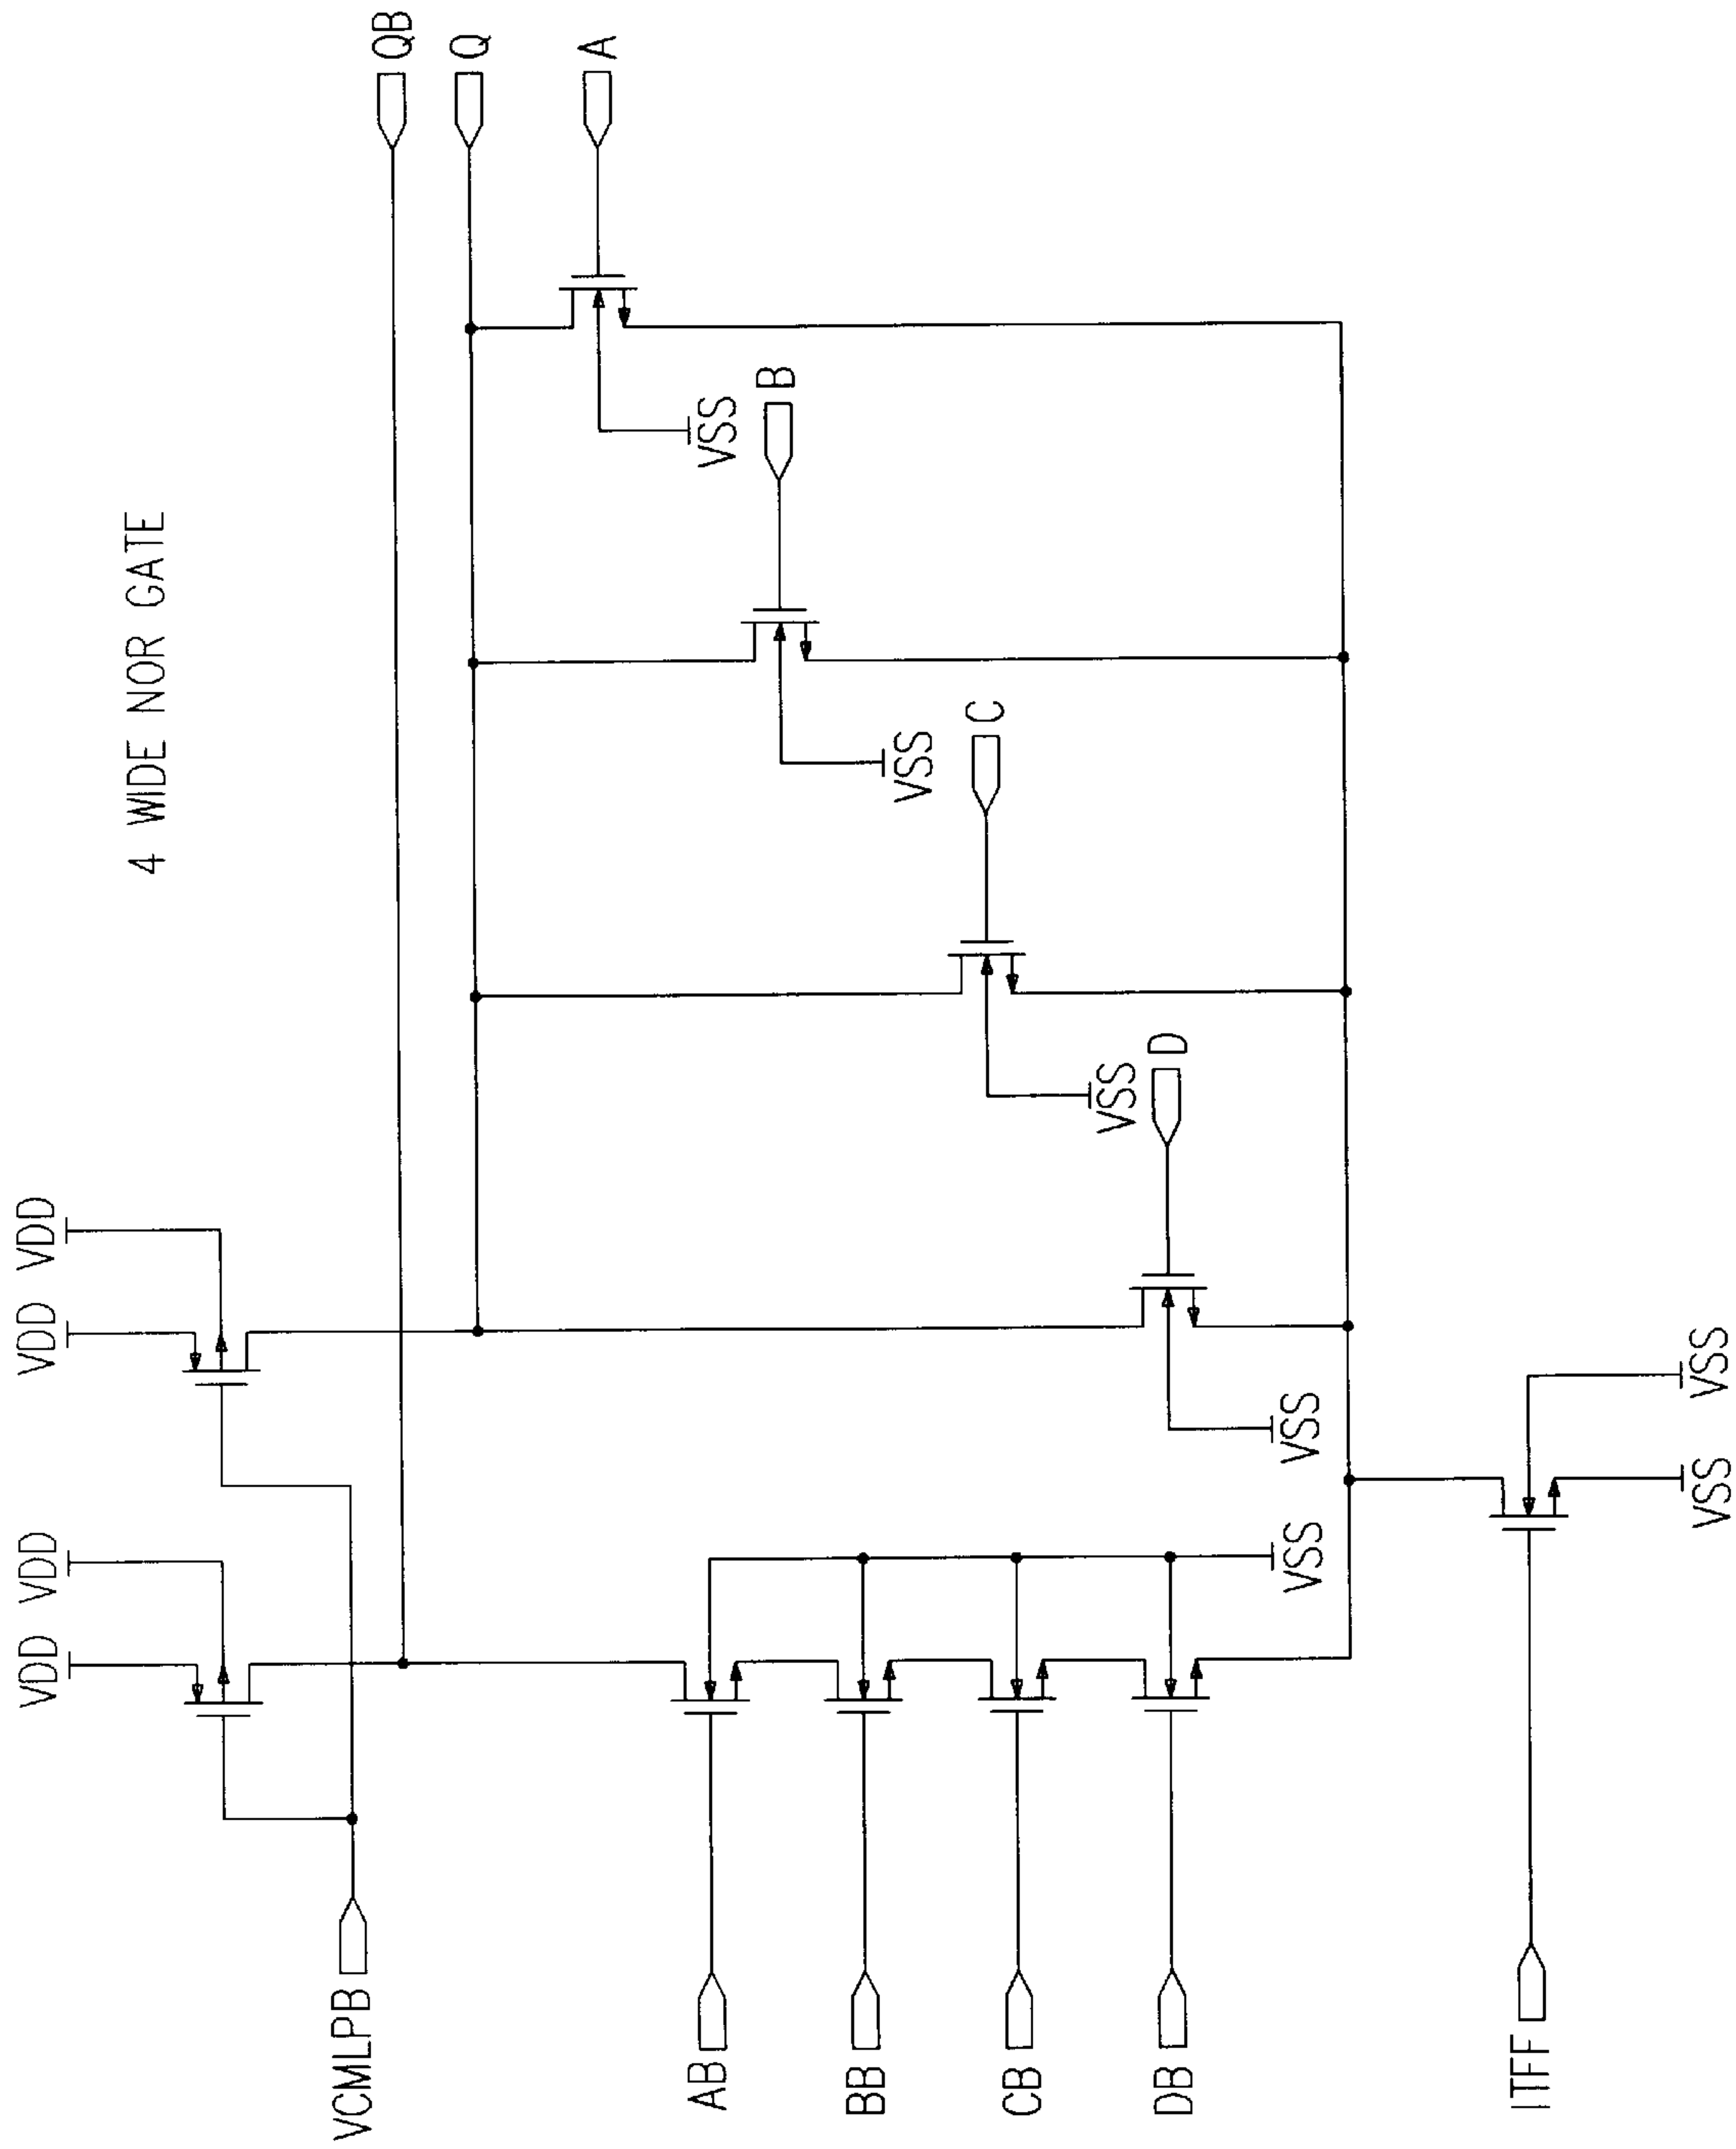 4 WIDE NOR GATE
VDD VDD
VDD VDD
VCMLPB
QB
Q
A
VSS
B
VSS
C
VSS
D
VSS
AB
BB
CB
DB
VSS
ITFF
VSS
VSS